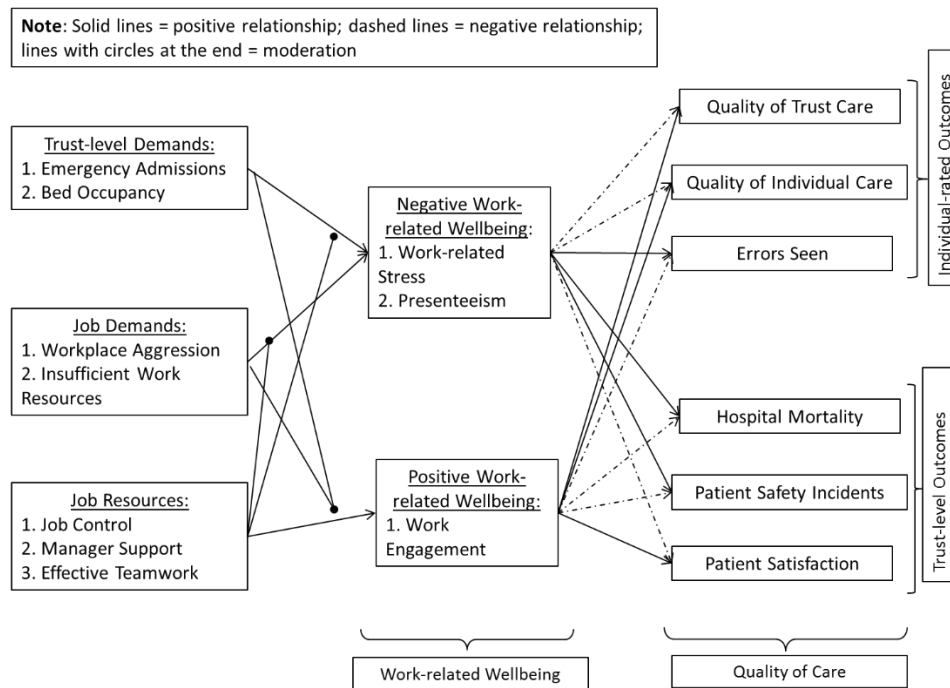 Note: Solid lines = positive relationship; dashed lines = negative relationship;
lines with circles at the end = moderation
Trust-level Demands:
1. Emergency Admissions
2. Bed Occupancy
Job Demands:
1. Workplace Aggression
2. Insufficient Work
Resources
Job Resources:
1. Job Control
2. Manager Support
3. Effective Teamwork
Negative Work-
related Wellbeing:
1. Work-related
Stress
2. Presenteeism
Positive Work-
related Wellbeing:
1. Work
Engagement
Quality of Trust Care
Quality of Individual Care
Errors Seen
Hospital Mortality
Patient Safety Incidents
Patient Satisfaction
Individual-rated Outcomes
Trust-level Outcomes
Work-related Wellbeing
Quality of Care